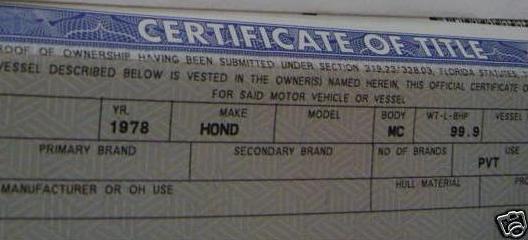 CERTIFICATE OF TITLE
OOF OF OWNERSHIP HAVING BEEN SUBMITTED UNDER SECTION 319.23/328.03, FLORIDA STATUTES,
VESSEL DESCRIBED BELOW IS VESTED IN THE OWNER(S) NAMED HEREIN, THIS OFFICIAL CERTIFICATE O
FOR SAID MOTOR VEHICLE OR VESSEL
YR. MAKE MODEL BODY WT-L-BHP VESSEL
1978 HOND MC 99.9
PRIMARY BRAND SECONDARY BRAND NO OF BRANDS USE
PVT
MANUFACTURER OR OH USE HULL MATERIAL PRO